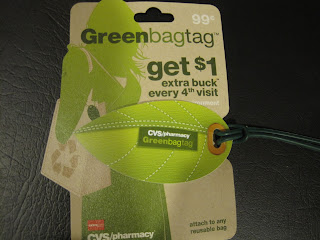 99¢
Greenbagtag™
get $1
extra buck*
every 4th visit
CVS/pharmacy
Greenbagtag
CVS/pharmacy
Greenbagtag
attach to any
reusable bag